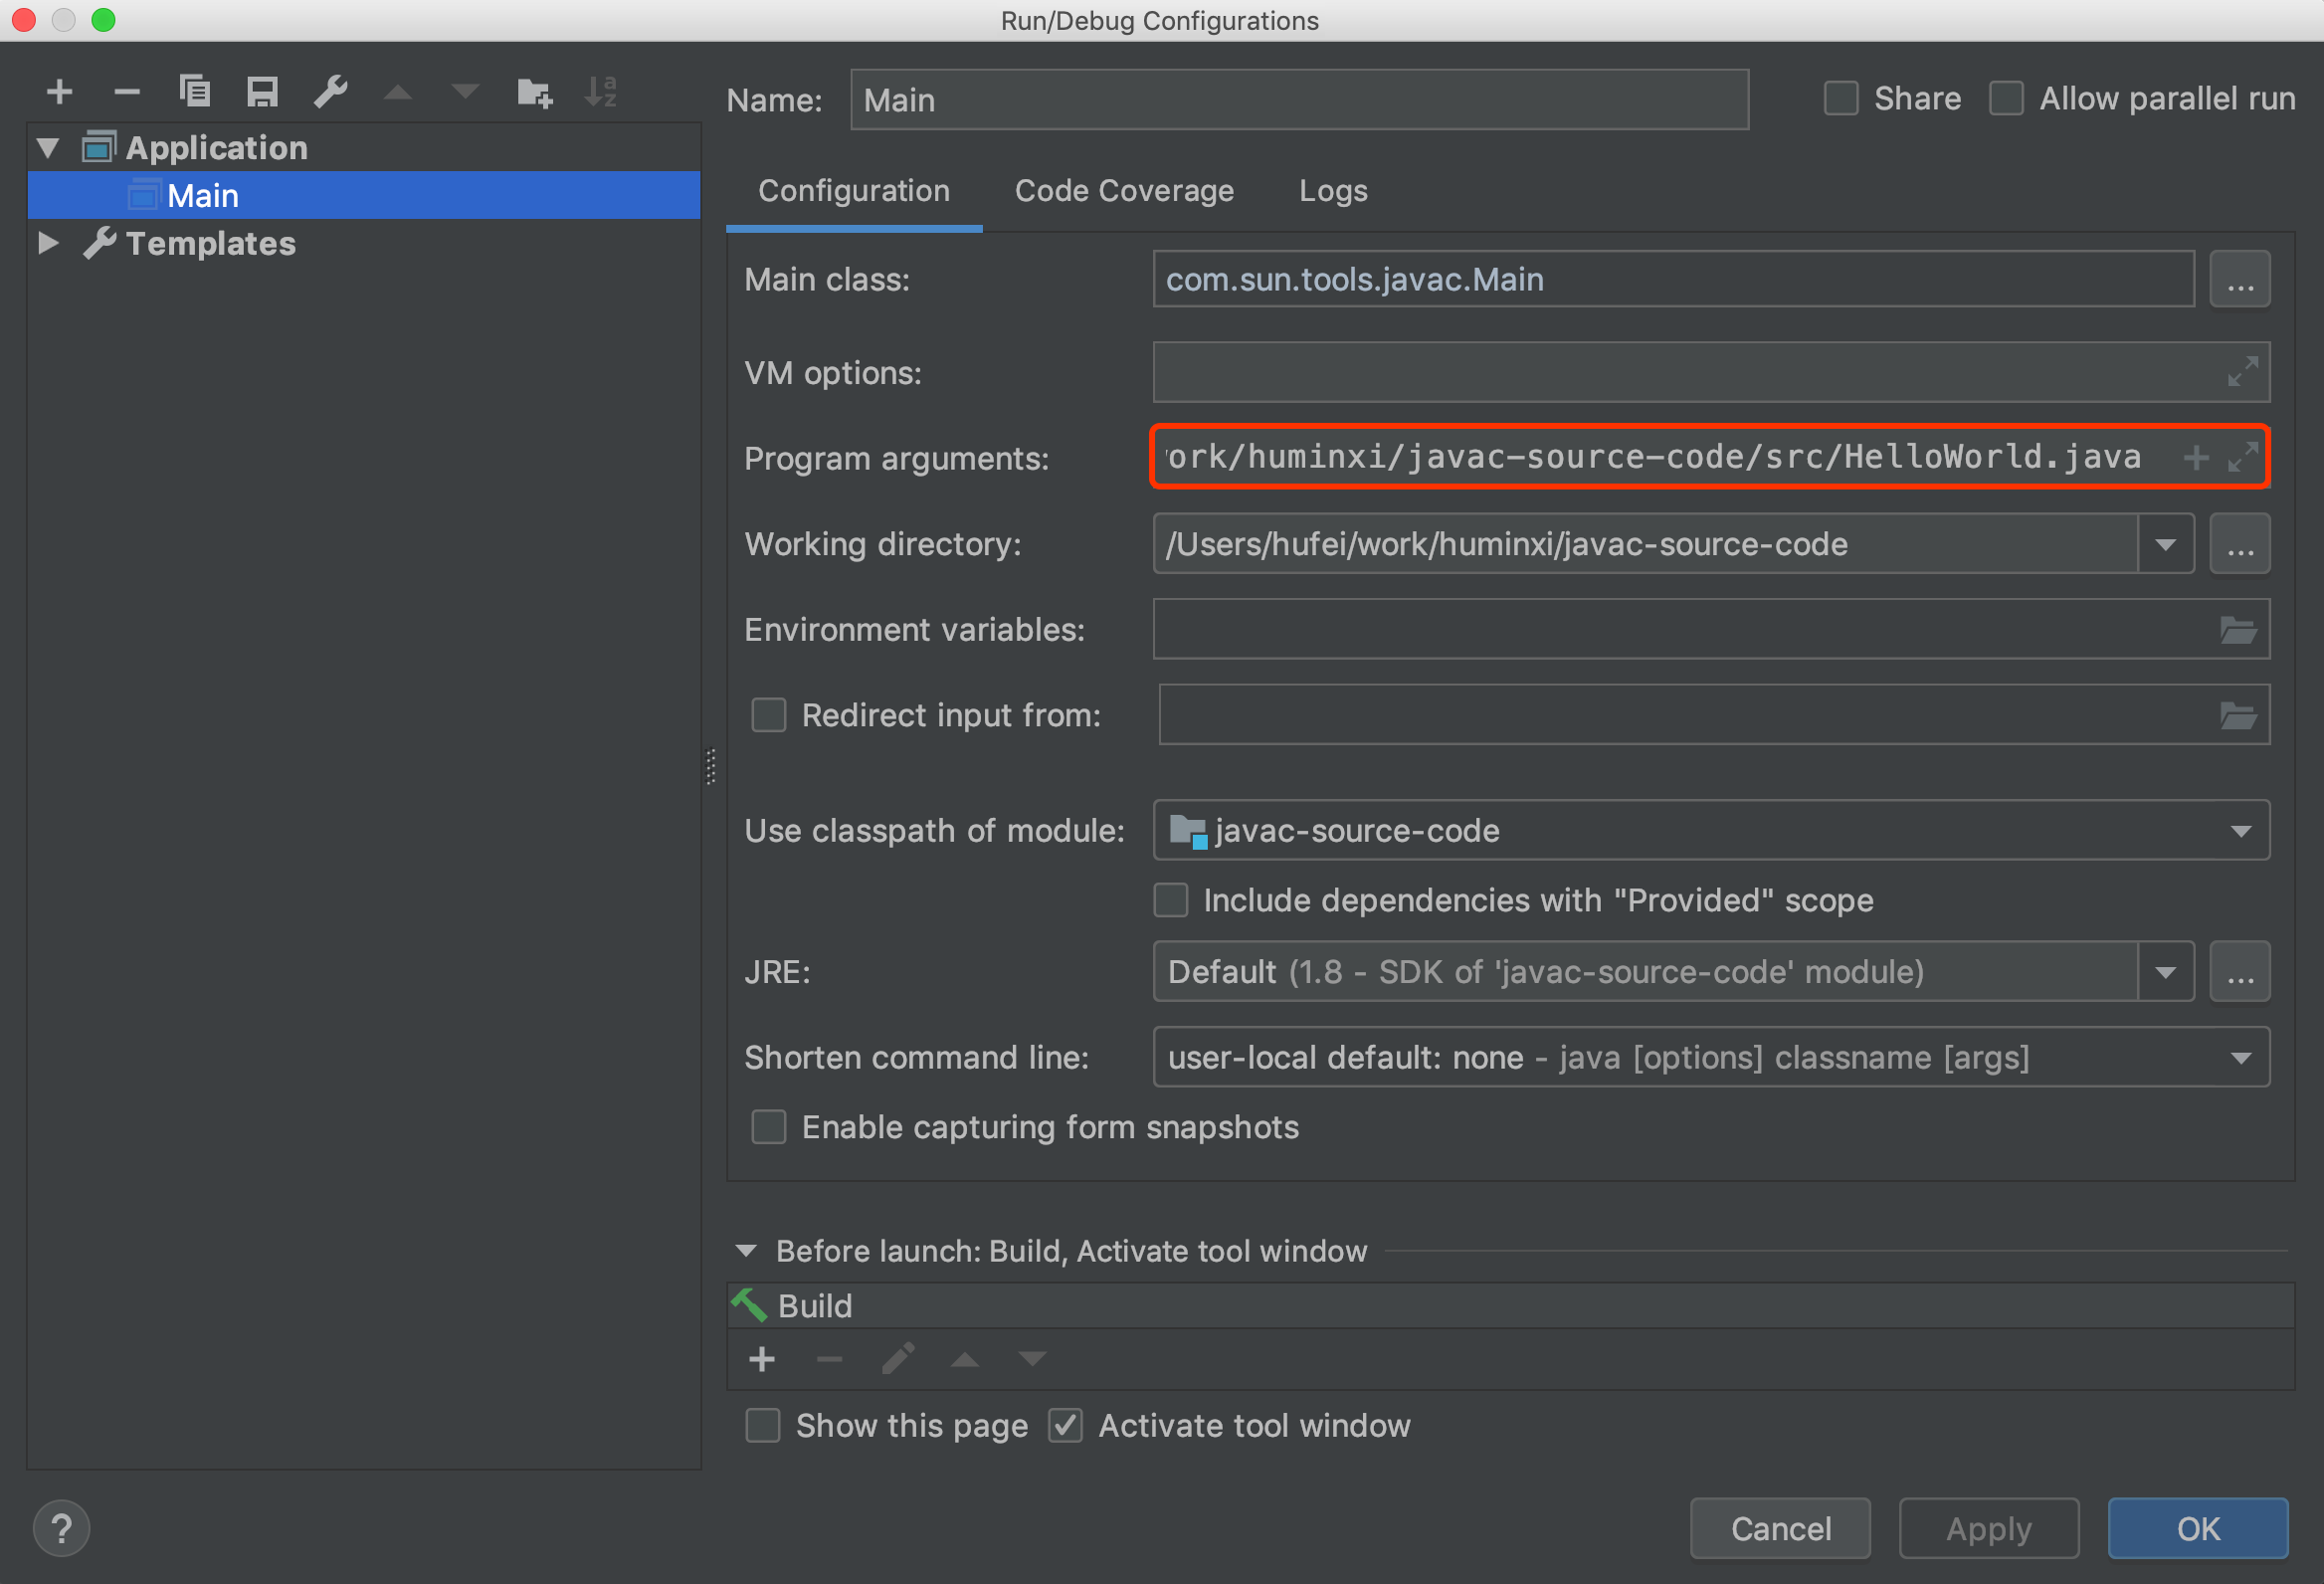 Run/Debug Configurations
Name: Main Share Allow parallel run
Application
Main
Templates
Configuration Code Coverage Logs
Main class: com.sun.tools.javac.Main ...
VM options:
Program arguments: ork/huminxi/javac-source-code/src/HelloWorld.java
Working directory: /Users/hufei/work/huminxi/javac-source-code ...
Environment variables:
Redirect input from:
Use classpath of module: javac-source-code
Include dependencies with "Provided" scope
JRE: Default (1.8 - SDK of 'javac-source-code' module) ...
Shorten command line: user-local default: none - java [options] classname [args]
Enable capturing form snapshots
Before launch: Build, Activate tool window
Build
Show this page Activate tool window
? Cancel Apply OK